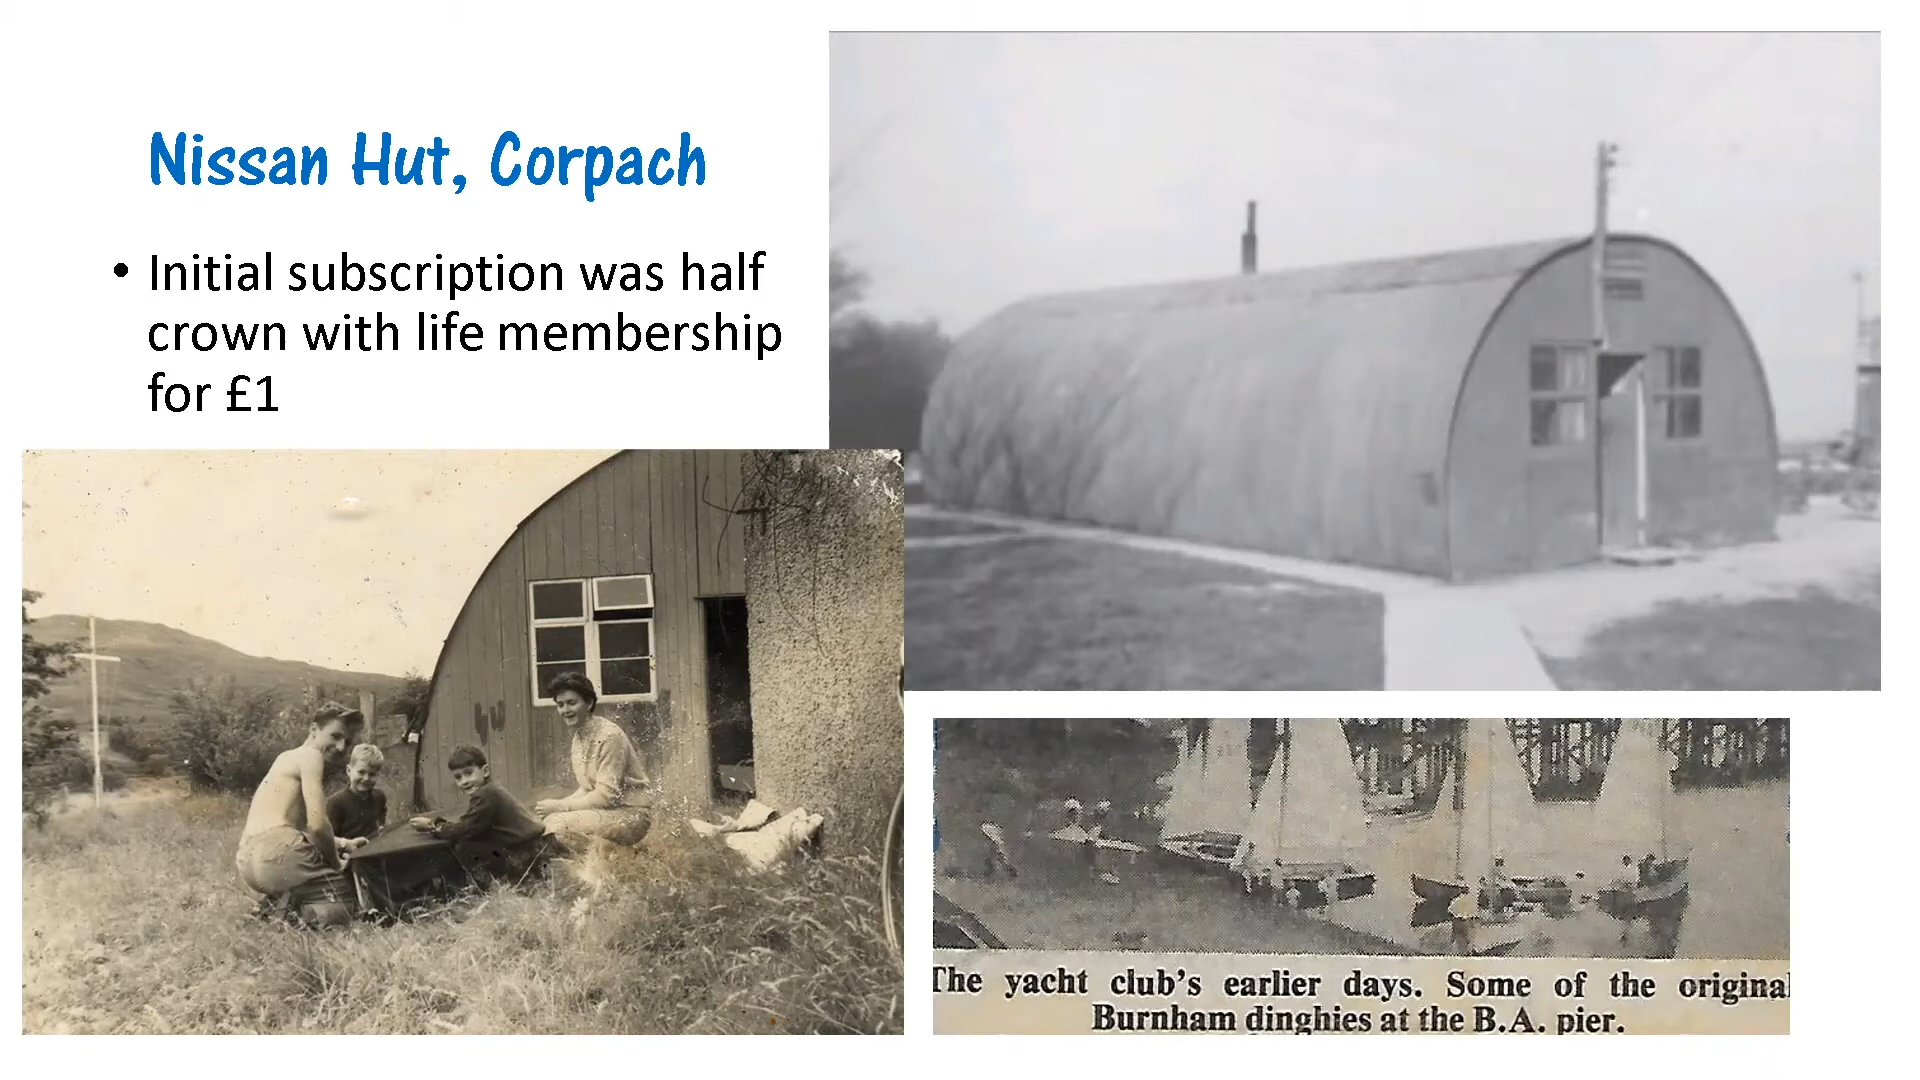 Nissan Hut, Corpach
• Initial subscription was half
crown with life membership
for £1
The yacht club's earlier days. Some of the original
Burnham dinghies at the B.A. pier.